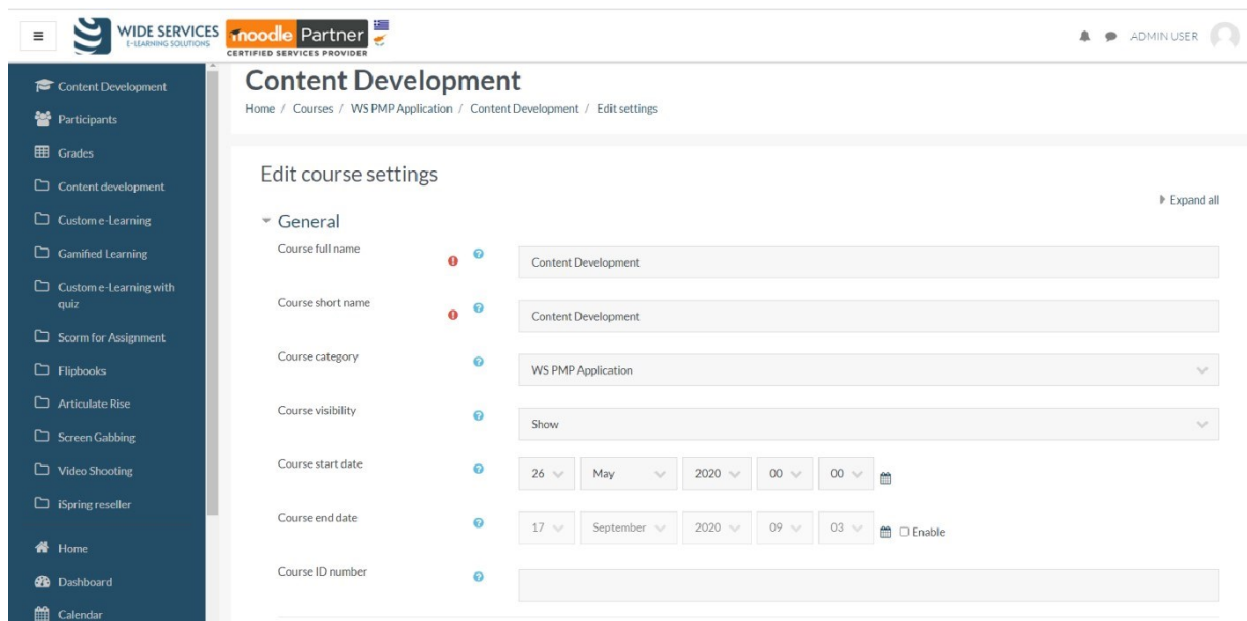 WIDE SERVICES
E-LEARNING SOLUTIONS
moodle Partner
CERTIFIED SERVICES PROVIDER
ADMIN USER
Content Development
Participants
Grades
Content development
Custom e-Learning
Gamified Learning
Custom e-Learning with
quiz
Scorm for Assignment
Flipbooks
Articulate Rise
Screen Gabbing
Video Shooting
iSpring reseller
Home
Dashboard
Calendar
Content Development
Home / Courses / WS PMP Application / Content Development / Edit settings
Edit course settings
Expand all
General
Course full name
Content Development
Course short name
Content Development
Course category
WS PMP Application
Course visibility
Show
Course start date
26 May 2020 00 00
Course end date
17 September 2020 09 03 Enable
Course ID number